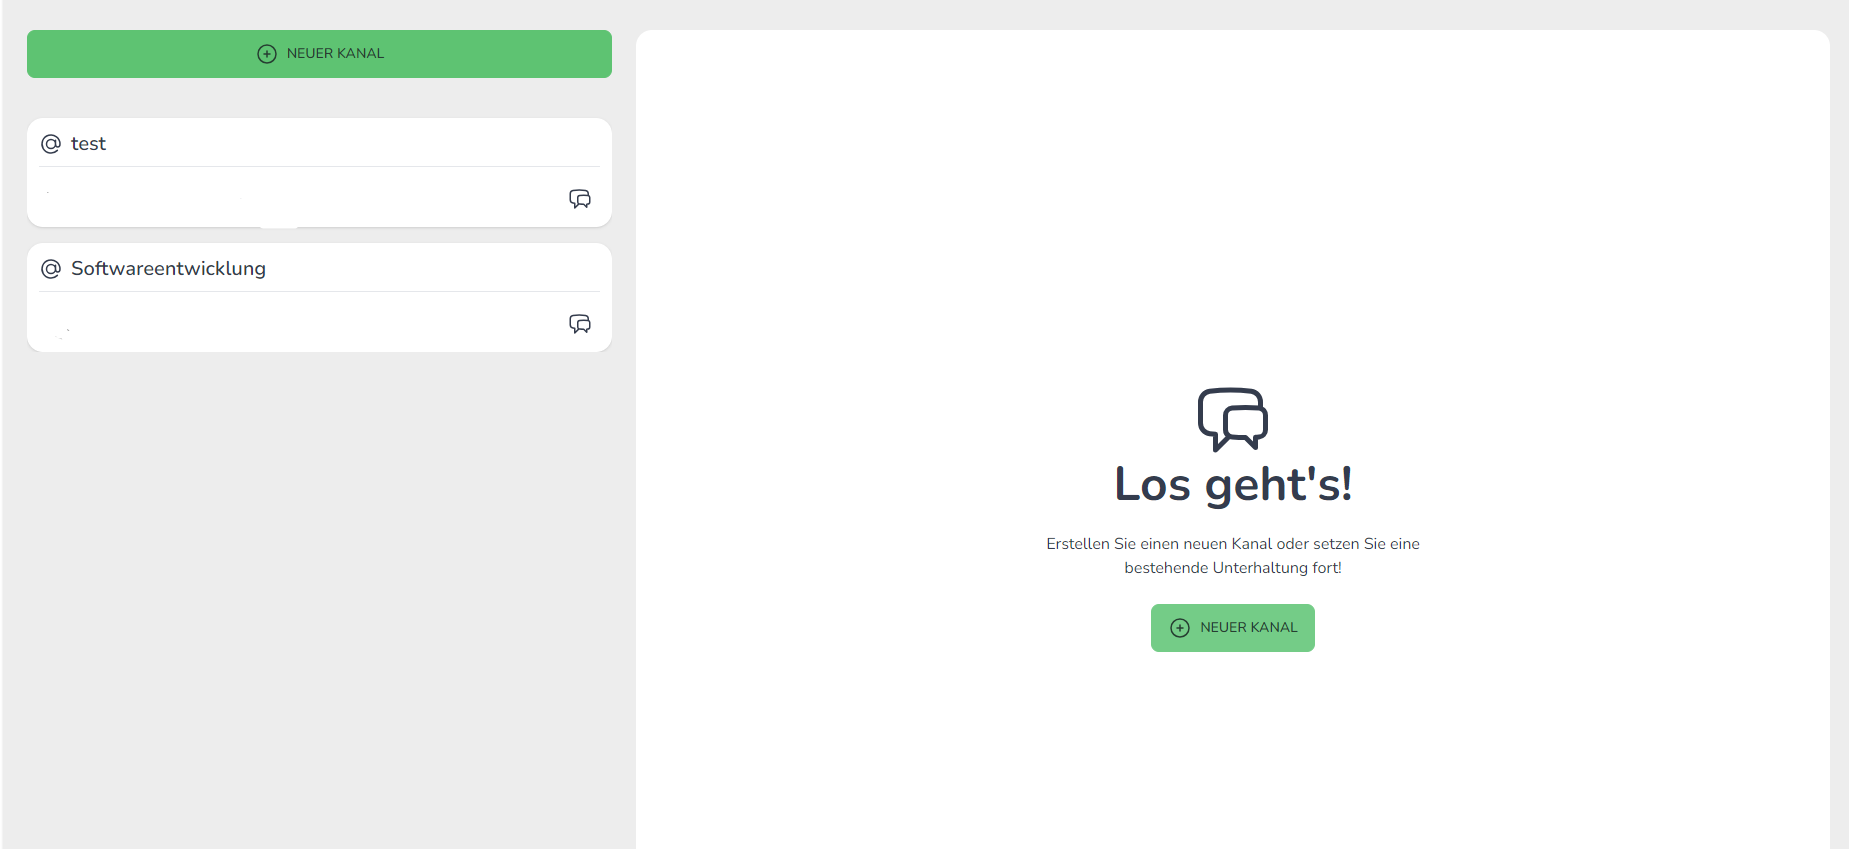 NEUER KANAL
@ test
@ Softwareentwicklung
Los geht's!
Erstellen Sie einen neuen Kanal oder setzen Sie eine
bestehende Unterhaltung fort!
NEUER KANAL